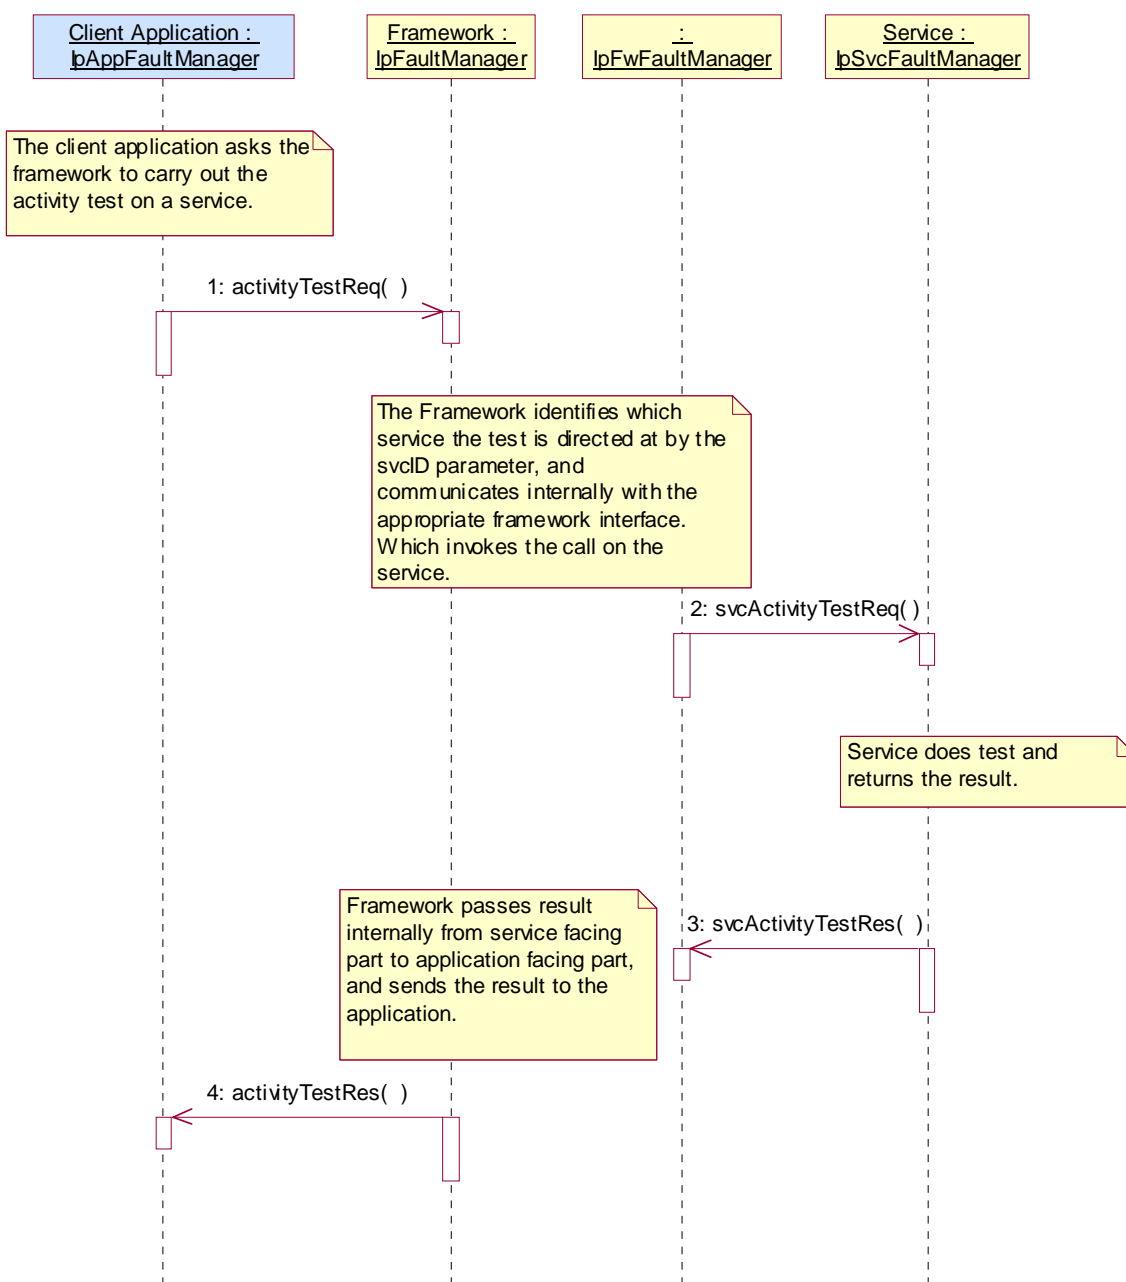 Client Application :
IpAppFaultManager
Framework :
IpFaultManager
:
IpFwFaultManager
Service :
IpSvcFaultManager
The client application asks the
framework to carry out the
activity test on a service.
1: activityTestReq( )
The Framework identifies which
service the test is directed at by the
svcID parameter, and
communicates internally with the
appropriate framework interface.
Which invokes the call on the
service.
2: svcActivityTestReq( )
Service does test and
returns the result.
Framework passes result
internally from service facing
part to application facing part,
and sends the result to the
application.
3: svcActivityTestRes( )
4: activityTestRes( )